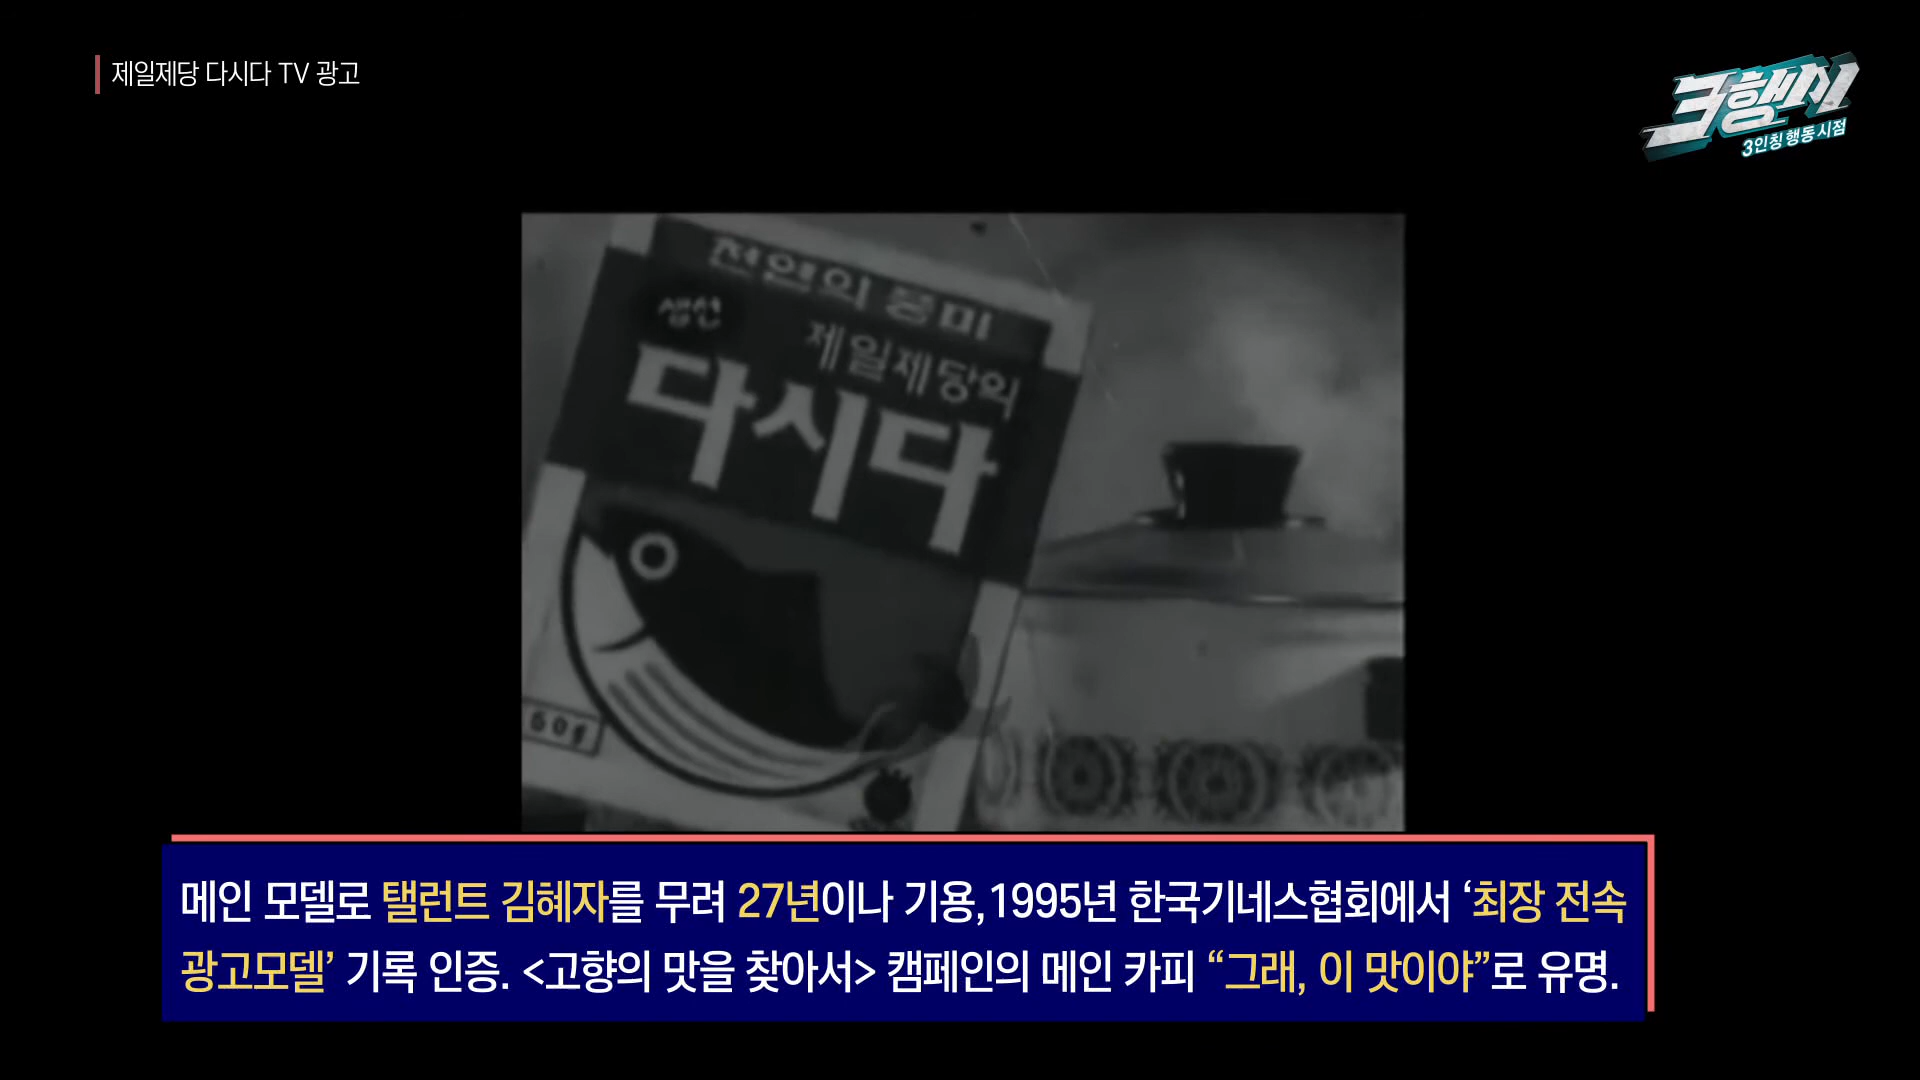 제일제당 다시다 TV 광고
3행시
3인칭 행동 시점
천연의 풍미
생선
제일제당의
다시다
50g
메인 모델로 탤런트 김혜자를 무려 27년이나 기용,1995년 한국기네스협회에서 ‘최장 전속
광고모델’ 기록 인증. <고향의 맛을 찾아서> 캠페인의 메인 카피 “그래, 이 맛이야”로 유명.